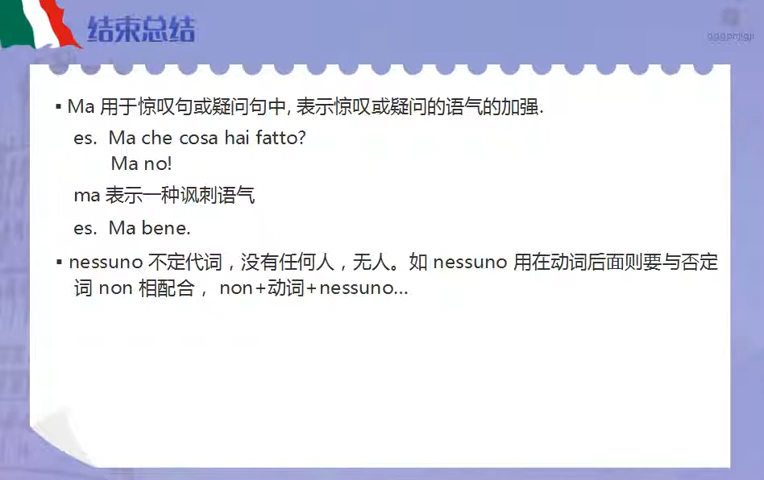 结束总结
▪ Ma 用于惊叹句或疑问句中, 表示惊叹或疑问的语气的加强.
es. Ma che cosa hai fatto?
Ma no!
ma 表示一种讽刺语气
es. Ma bene.
▪ nessuno 不定代词，没有任何人，无人。如 nessuno 用在动词后面则要与否定
词 non 相配合， non+动词+nessuno...